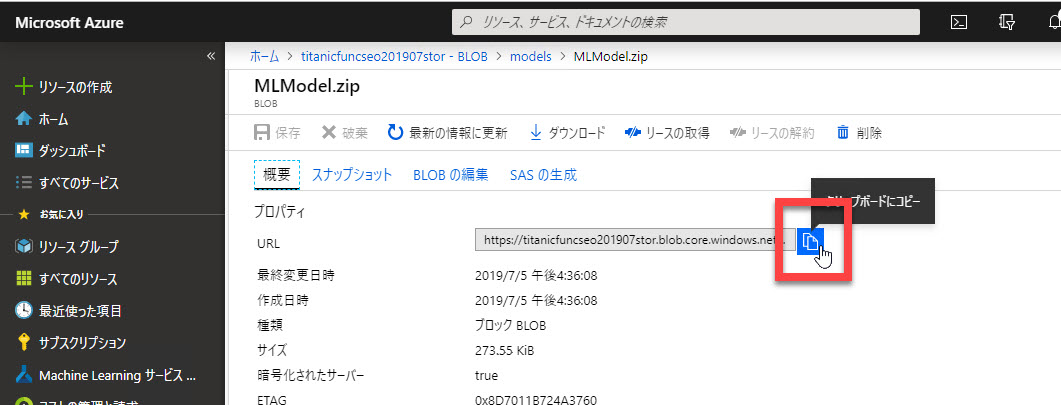 Microsoft Azure
リソース、サービス、ドキュメントの検索
«
ホーム > titanicfuncseo201907stor - BLOB > models > MLModel.zip
MLModel.zip
BLOB
保存 破棄 最新の情報に更新 ダウンロード リースの取得 リースの解約 削除
概要 スナップショット BLOB の編集 SAS の生成
プロパティ
URL https://titanicfuncseo201907stor.blob.core.windows.net...
クリップボードにコピー
最終変更日時 2019/7/5 午後4:36:08
作成日時 2019/7/5 午後4:36:08
種類 ブロック BLOB
サイズ 273.55 KiB
暗号化されたサーバー true
ETAG 0x8D7011B724A3760
リソースの作成
ホーム
ダッシュボード
すべてのサービス
お気に入り
リソース グループ
すべてのリソース
最近使った項目
サブスクリプション
Machine Learning サービス ...
コストの管理と請求